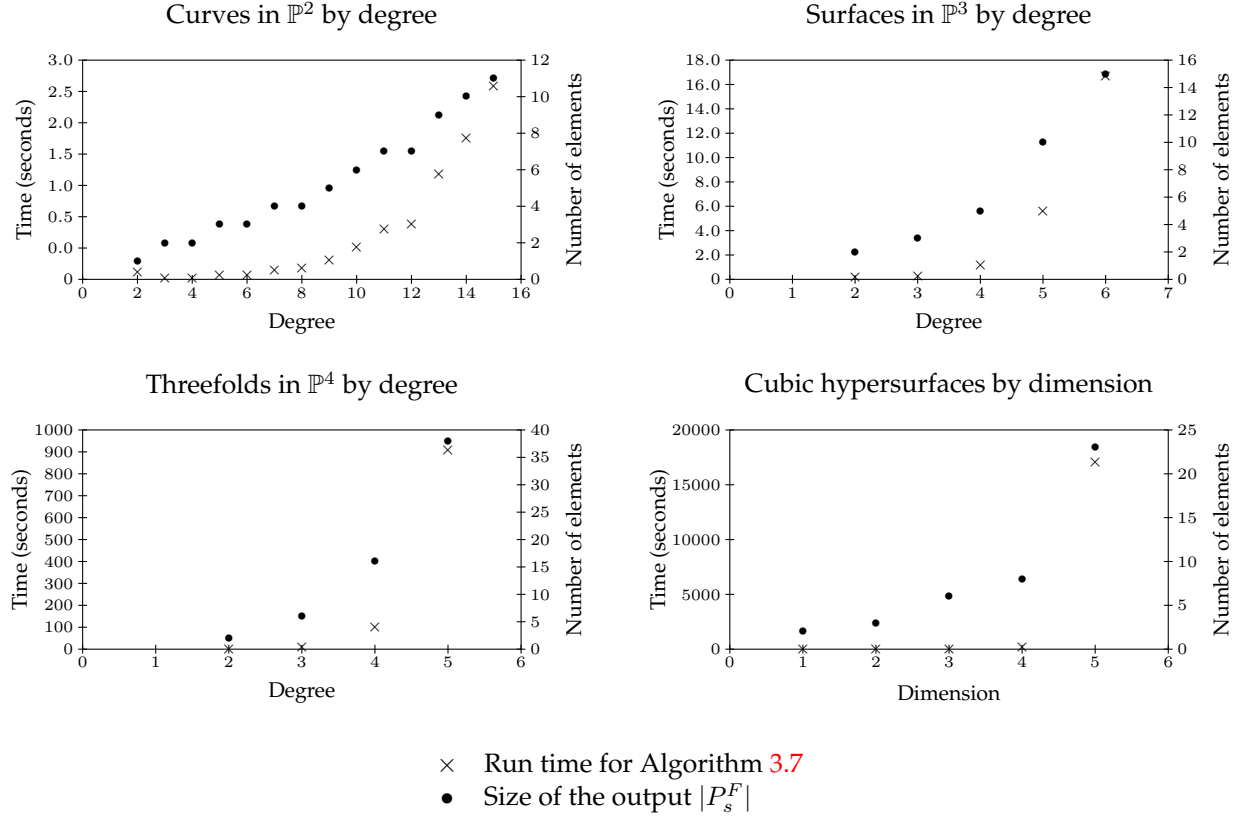 Curves in ℙ² by degree
3.0
2.5
2.0
1.5
1.0
0.5
0.0
0
Time (seconds)
12
10
8
6
4
2
0
Number of elements
0 2 4 6 8 10 12 14 16
Degree
Surfaces in ℙ³ by degree
18.0
16.0
14.0
12.0
10.0
8.0
6.0
4.0
2.0
0
Time (seconds)
16
14
12
10
8
6
4
2
0
Number of elements
0 1 2 3 4 5 6 7
Degree
Threefolds in ℙ⁴ by degree
1000
900
800
700
600
500
400
300
200
100
0
Time (seconds)
40
35
30
25
20
15
10
5
0
Number of elements
0 1 2 3 4 5 6
Degree
Cubic hypersurfaces by dimension
20000
15000
10000
5000
0
Time (seconds)
25
20
15
10
5
0
Number of elements
0 1 2 3 4 5 6
Dimension
× Run time for Algorithm 3.7
● Size of the output |P_s^F|